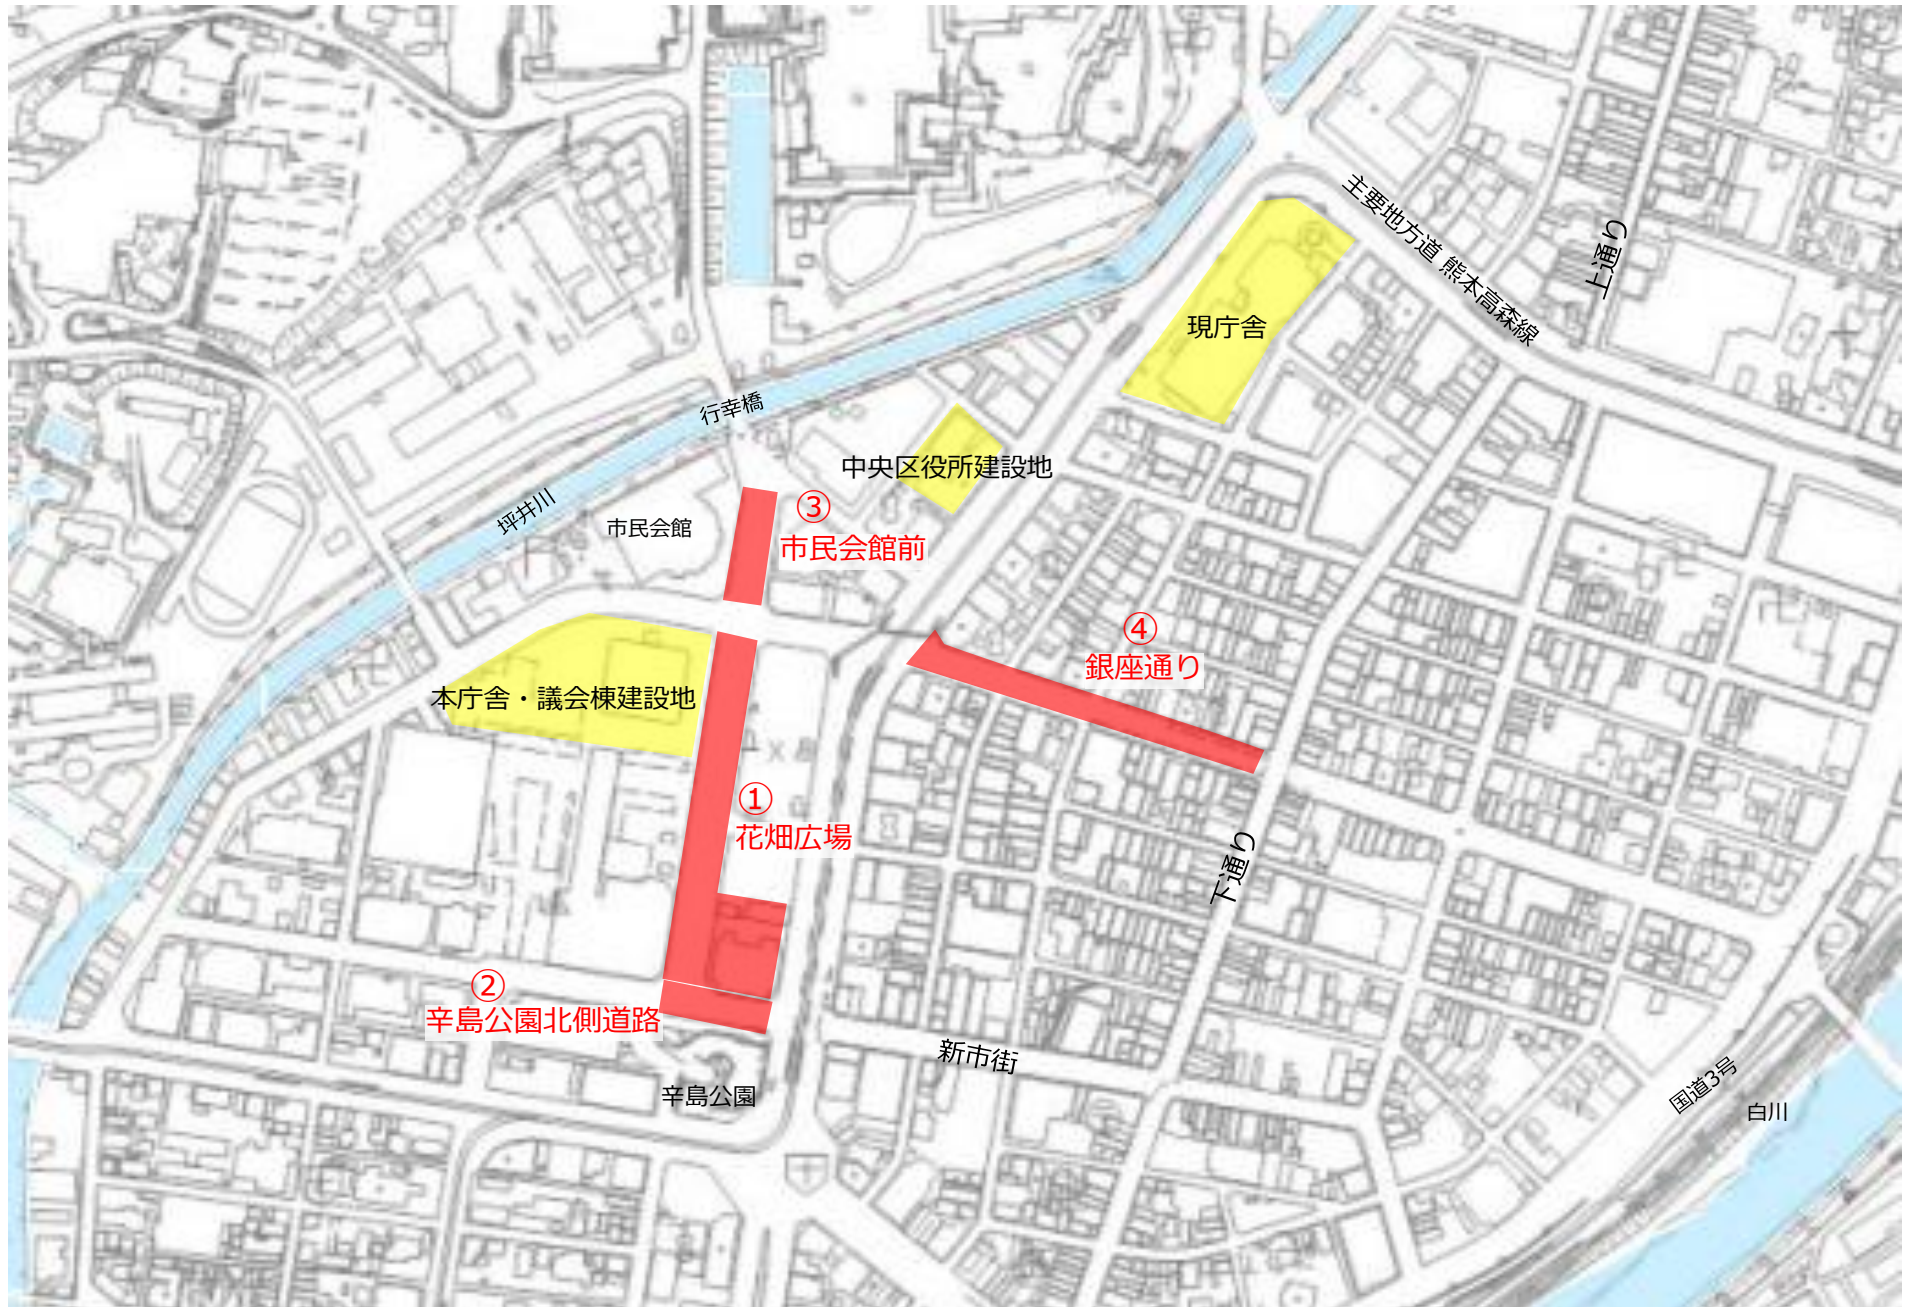 主要地方道 熊本高森線
上通り
現庁舎
行幸橋
中央区役所建設地
坪井川
市民会館
③
市民会館前
④
銀座通り
本庁舎・議会棟建設地
①
花畑広場
下通り
②
辛島公園北側道路
新市街
辛島公園
国道3号
白川